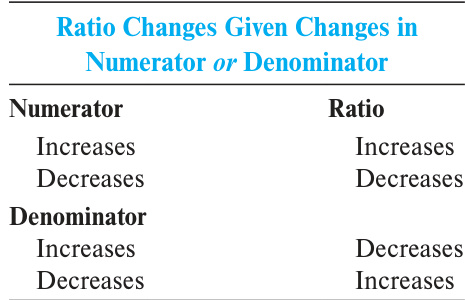 Ratio Changes Given Changes in
Numerator or Denominator
Numerator Ratio
Increases Increases
Decreases Decreases
Denominator
Increases Decreases
Decreases Increases